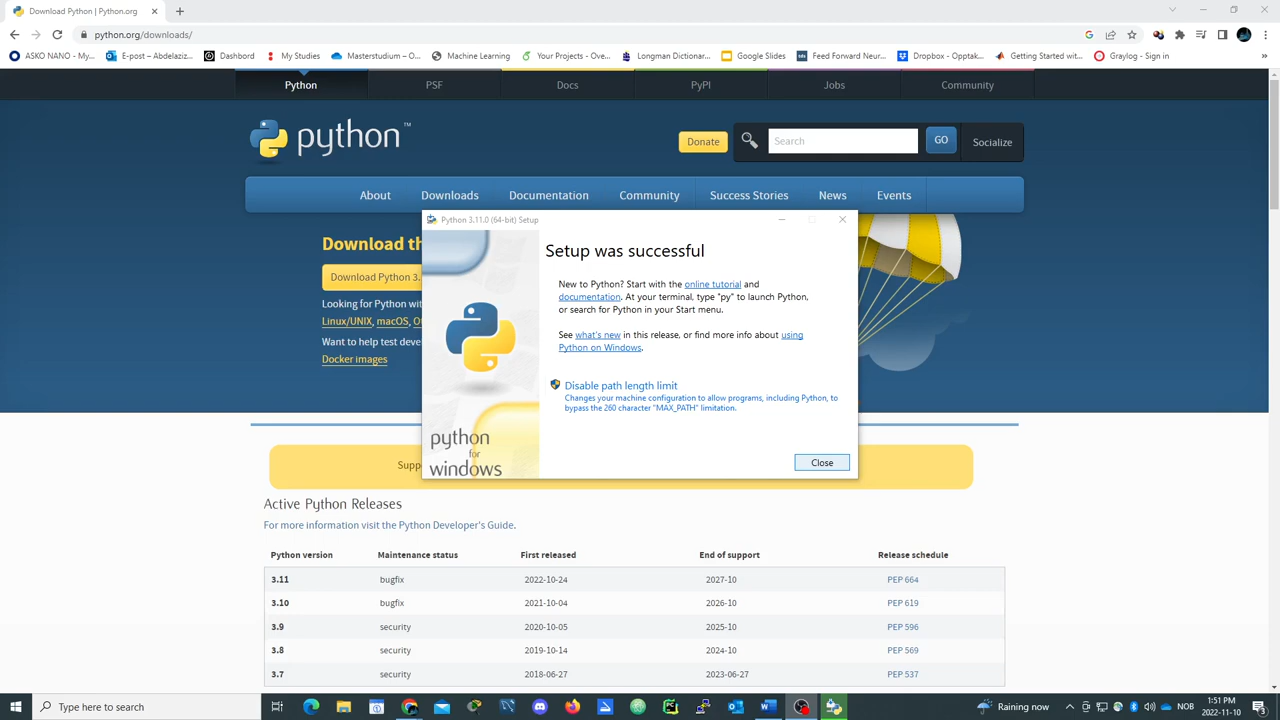 Download Python | Python.org
python.org/downloads/
ASKO NANO - My...
E-post – Abdelaziz...
Dashbord
My Studies
Masterstudium – O...
Machine Learning
Your Projects - Ove...
Longman Dictionar...
Google Slides
Feed Forward Neur...
Dropbox - Opptak...
Getting Started wit...
Graylog - Sign in
»
Python
PSF
Docs
PyPI
Jobs
Community
python™
Donate
Search
GO
Socialize
About
Downloads
Documentation
Community
Success Stories
News
Events
Download th
Download Python 3.
Looking for Python wit
Linux/UNIX, macOS, O
Want to help test deve
Docker images
Python 3.11.0 (64-bit) Setup
Setup was successful
New to Python? Start with the online tutorial and
documentation. At your terminal, type "py" to launch Python,
or search for Python in your Start menu.
See what's new in this release, or find more info about using
Python on Windows.
Disable path length limit
Changes your machine configuration to allow programs, including Python, to
bypass the 260 character "MAX_PATH" limitation.
python
for
windows
Close
Supp
Active Python Releases
For more information visit the Python Developer's Guide.
Python version Maintenance status First released End of support Release schedule
3.11 bugfix 2022-10-24 2027-10 PEP 664
3.10 bugfix 2021-10-04 2026-10 PEP 619
3.9 security 2020-10-05 2025-10 PEP 596
3.8 security 2019-10-14 2024-10 PEP 569
3.7 security 2018-06-27 2023-06-27 PEP 537
Type here to search
Raining now
NOB
1:51 PM
2022-11-10